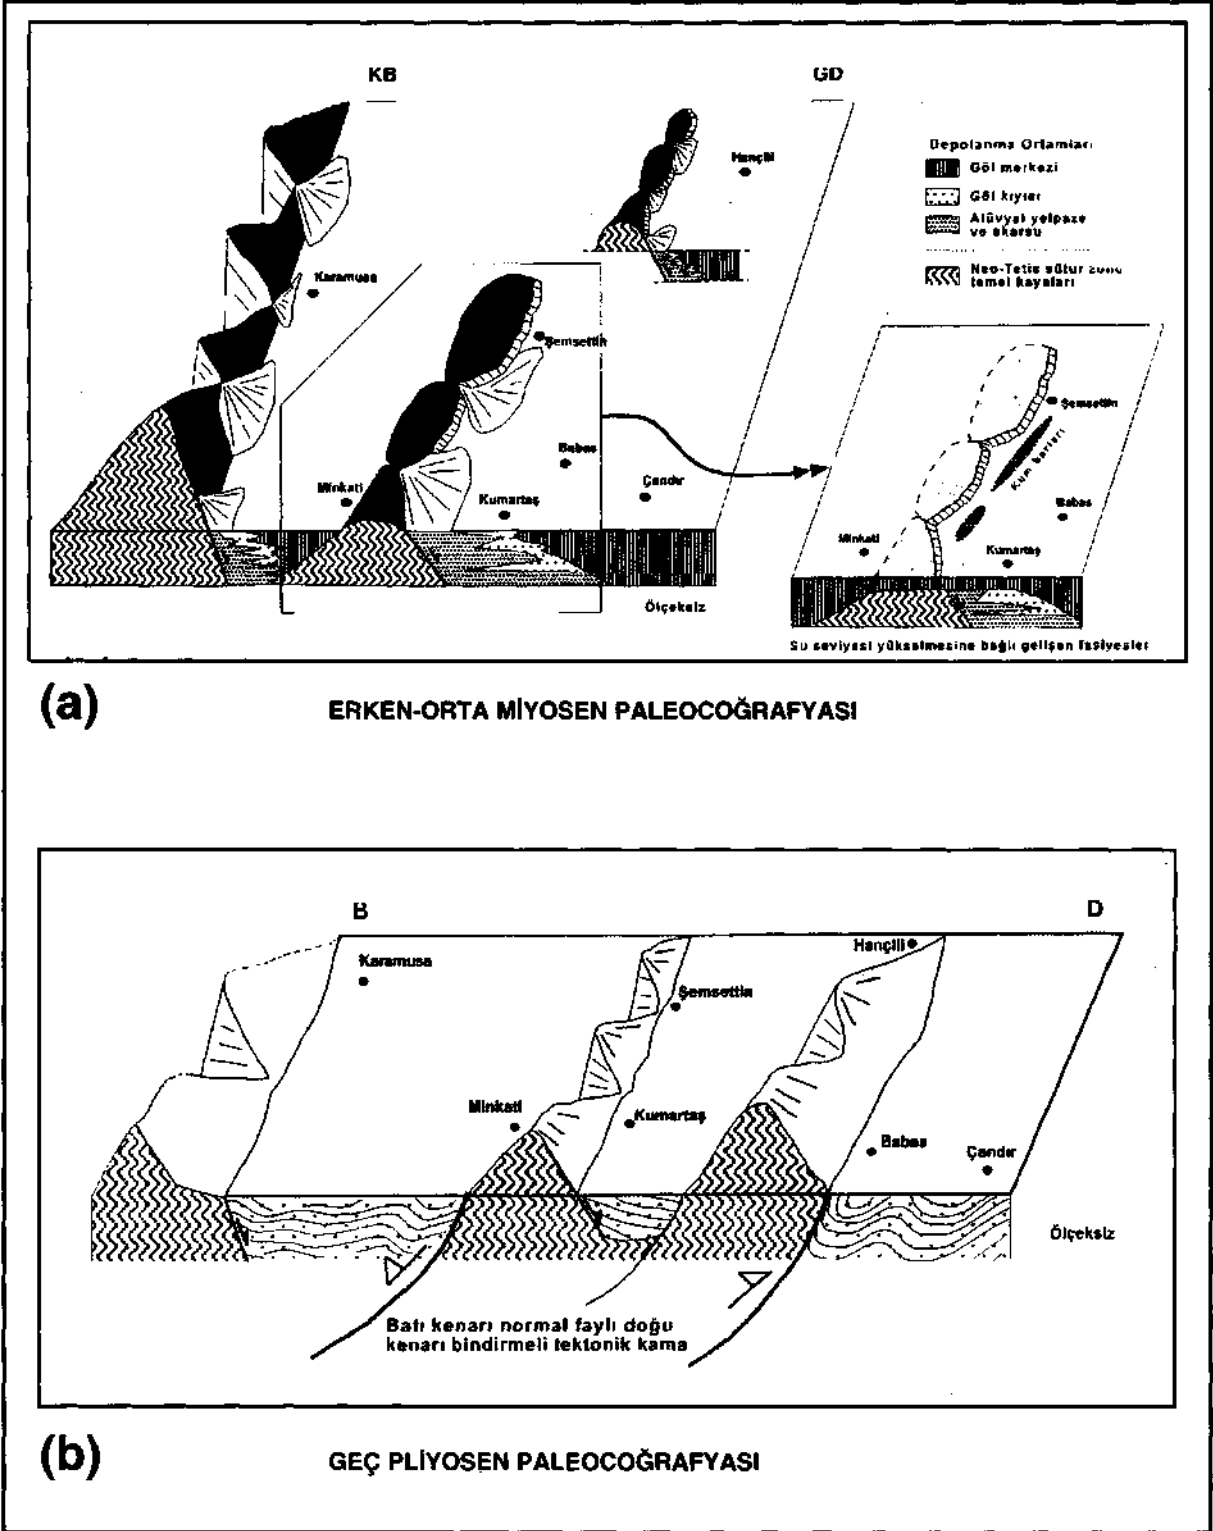 KB
GD
Hançili
Depolanma Ortamları
Göl merkezi
Göl kıyısı
Alüvyal yelpaze
ve akarsu
Neo-Tetis sütur zonu
temel kayaları
Karamusa
Şemsettin
Babas
Minkati
Kumartaş
Çandır
Ölçeksiz
Şemsettin
Kum barları
Babas
Minkati
Kumartaş
Su seviyesi yükselmesine bağlı gelişen fasiyesler
(a)
ERKEN-ORTA MİYOSEN PALEOCOĞRAFYASI
B
D
Karamusa
Hançili
Şemsettin
Minkati
Kumartaş
Babas
Çandır
Ölçeksiz
Batı kenarı normal faylı doğu
kenarı bindirmeli tektonik kama
(b)
GEÇ PLİYOSEN PALEOCOĞRAFYASI